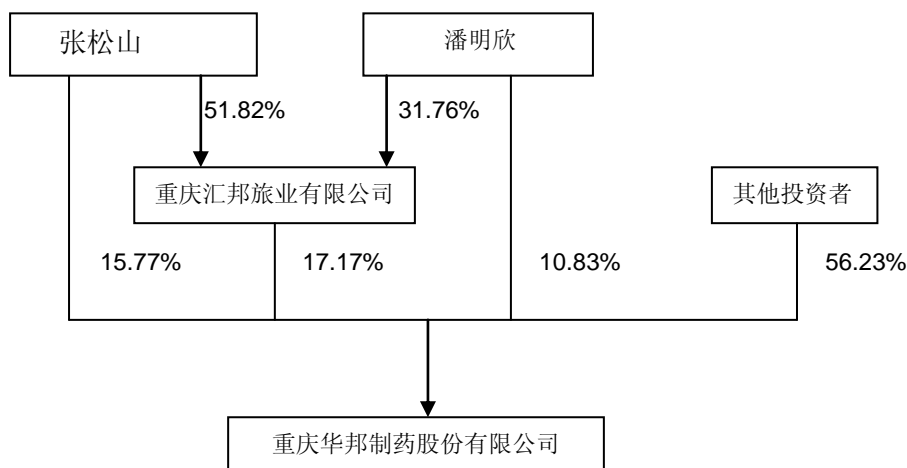 张松山
潘明欣
51.82%
31.76%
重庆汇邦旅业有限公司
其他投资者
15.77%
17.17%
10.83%
56.23%
重庆华邦制药股份有限公司